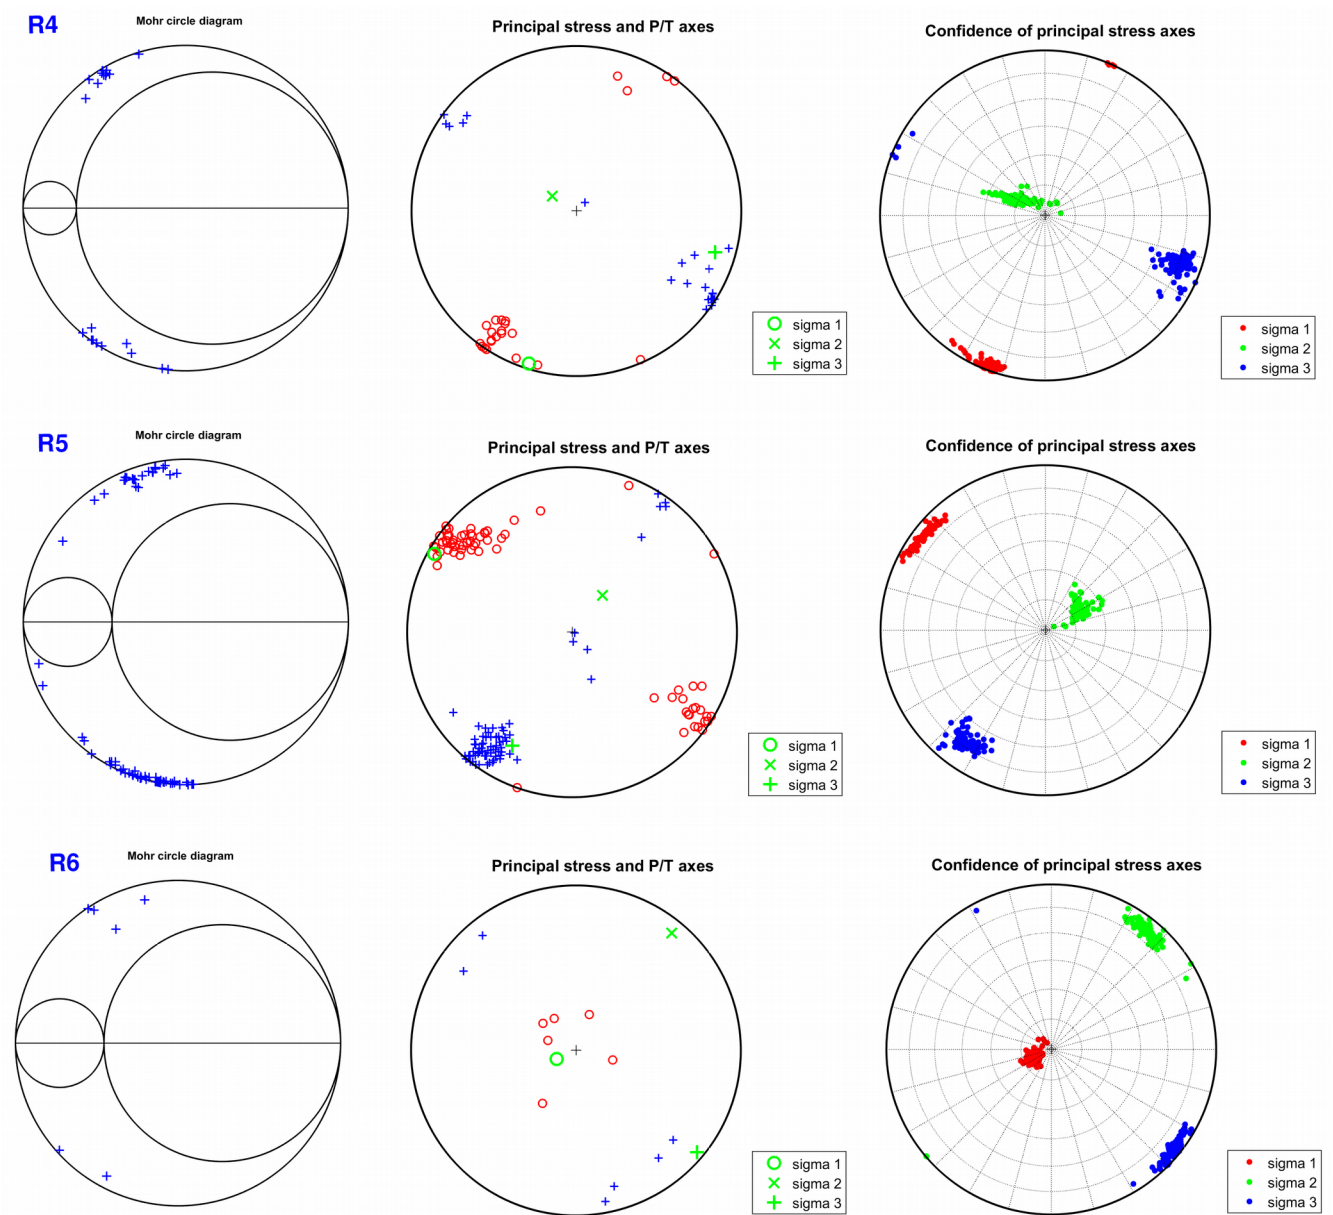 R4
Mohr circle diagram
Principal stress and P/T axes
Confidence of principal stress axes
sigma 1
sigma 2
sigma 3
sigma 1
sigma 2
sigma 3
R5
Mohr circle diagram
Principal stress and P/T axes
Confidence of principal stress axes
sigma 1
sigma 2
sigma 3
sigma 1
sigma 2
sigma 3
R6
Mohr circle diagram
Principal stress and P/T axes
Confidence of principal stress axes
sigma 1
sigma 2
sigma 3
sigma 1
sigma 2
sigma 3